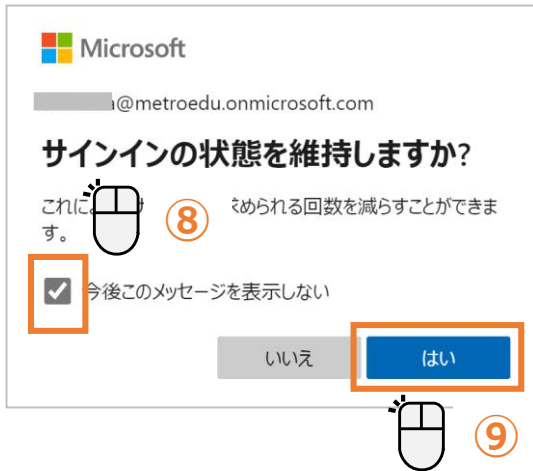 Microsoft
a@metroedu.onmicrosoft.com
サインインの状態を維持しますか?
これに ⑧ められる回数を減らすことができま
す。
今後このメッセージを表示しない
いいえ はい
⑨